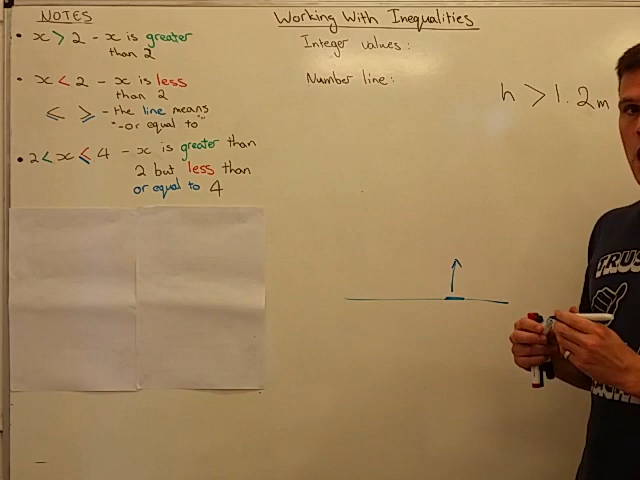 NOTES
• x > 2 - x is greater
than 2
• x < 2 - x is less
than 2
≤ ≥ - the line means
"-or equal to"
• 2 < x ≤ 4 - x is greater than
2 but less than
or equal to 4
Working With Inequalities
Integer values:
Number line:
h > 1.2m